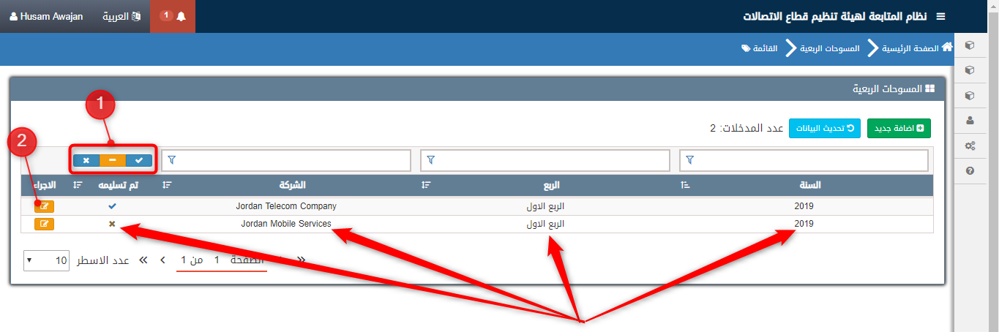 نظام المتابعة لهيئة تنظيم قطاع الاتصالات
1
العربية
Husam Awajan
الصفحة الرئيسية
المسوحات الربعية
القائمة
المسوحات الربعية
1
2
اضافة جديد
تحديث البيانات
عدد المدخلات: 2
السنة الربع الشركة تم تسليمه الاجراء
2019 الربع الاول Jordan Telecom Company
2019 الربع الاول Jordan Mobile Services
الصفحة 1 من 1
عدد الاسطر 10